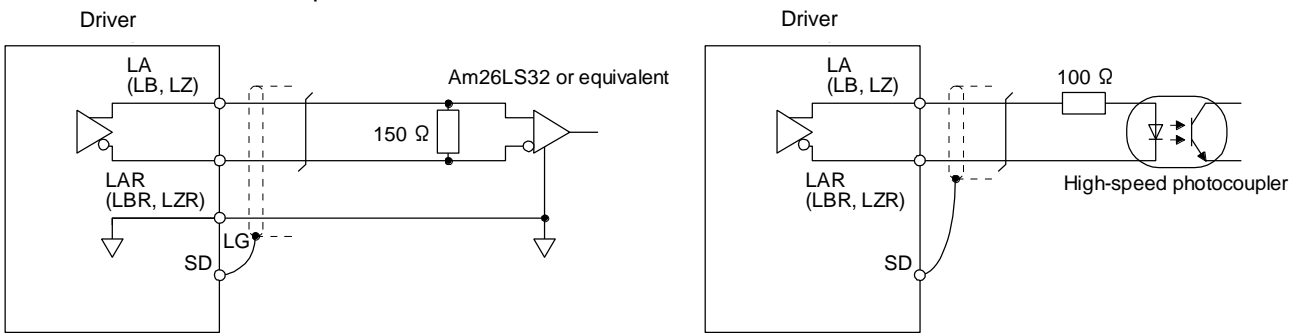 Driver
LA
(LB, LZ)
Am26LS32 or equivalent
150 Ω
LAR
(LBR, LZR)
LG
SD
Driver
LA
(LB, LZ)
100 Ω
LAR
(LBR, LZR)
High-speed photocoupler
SD